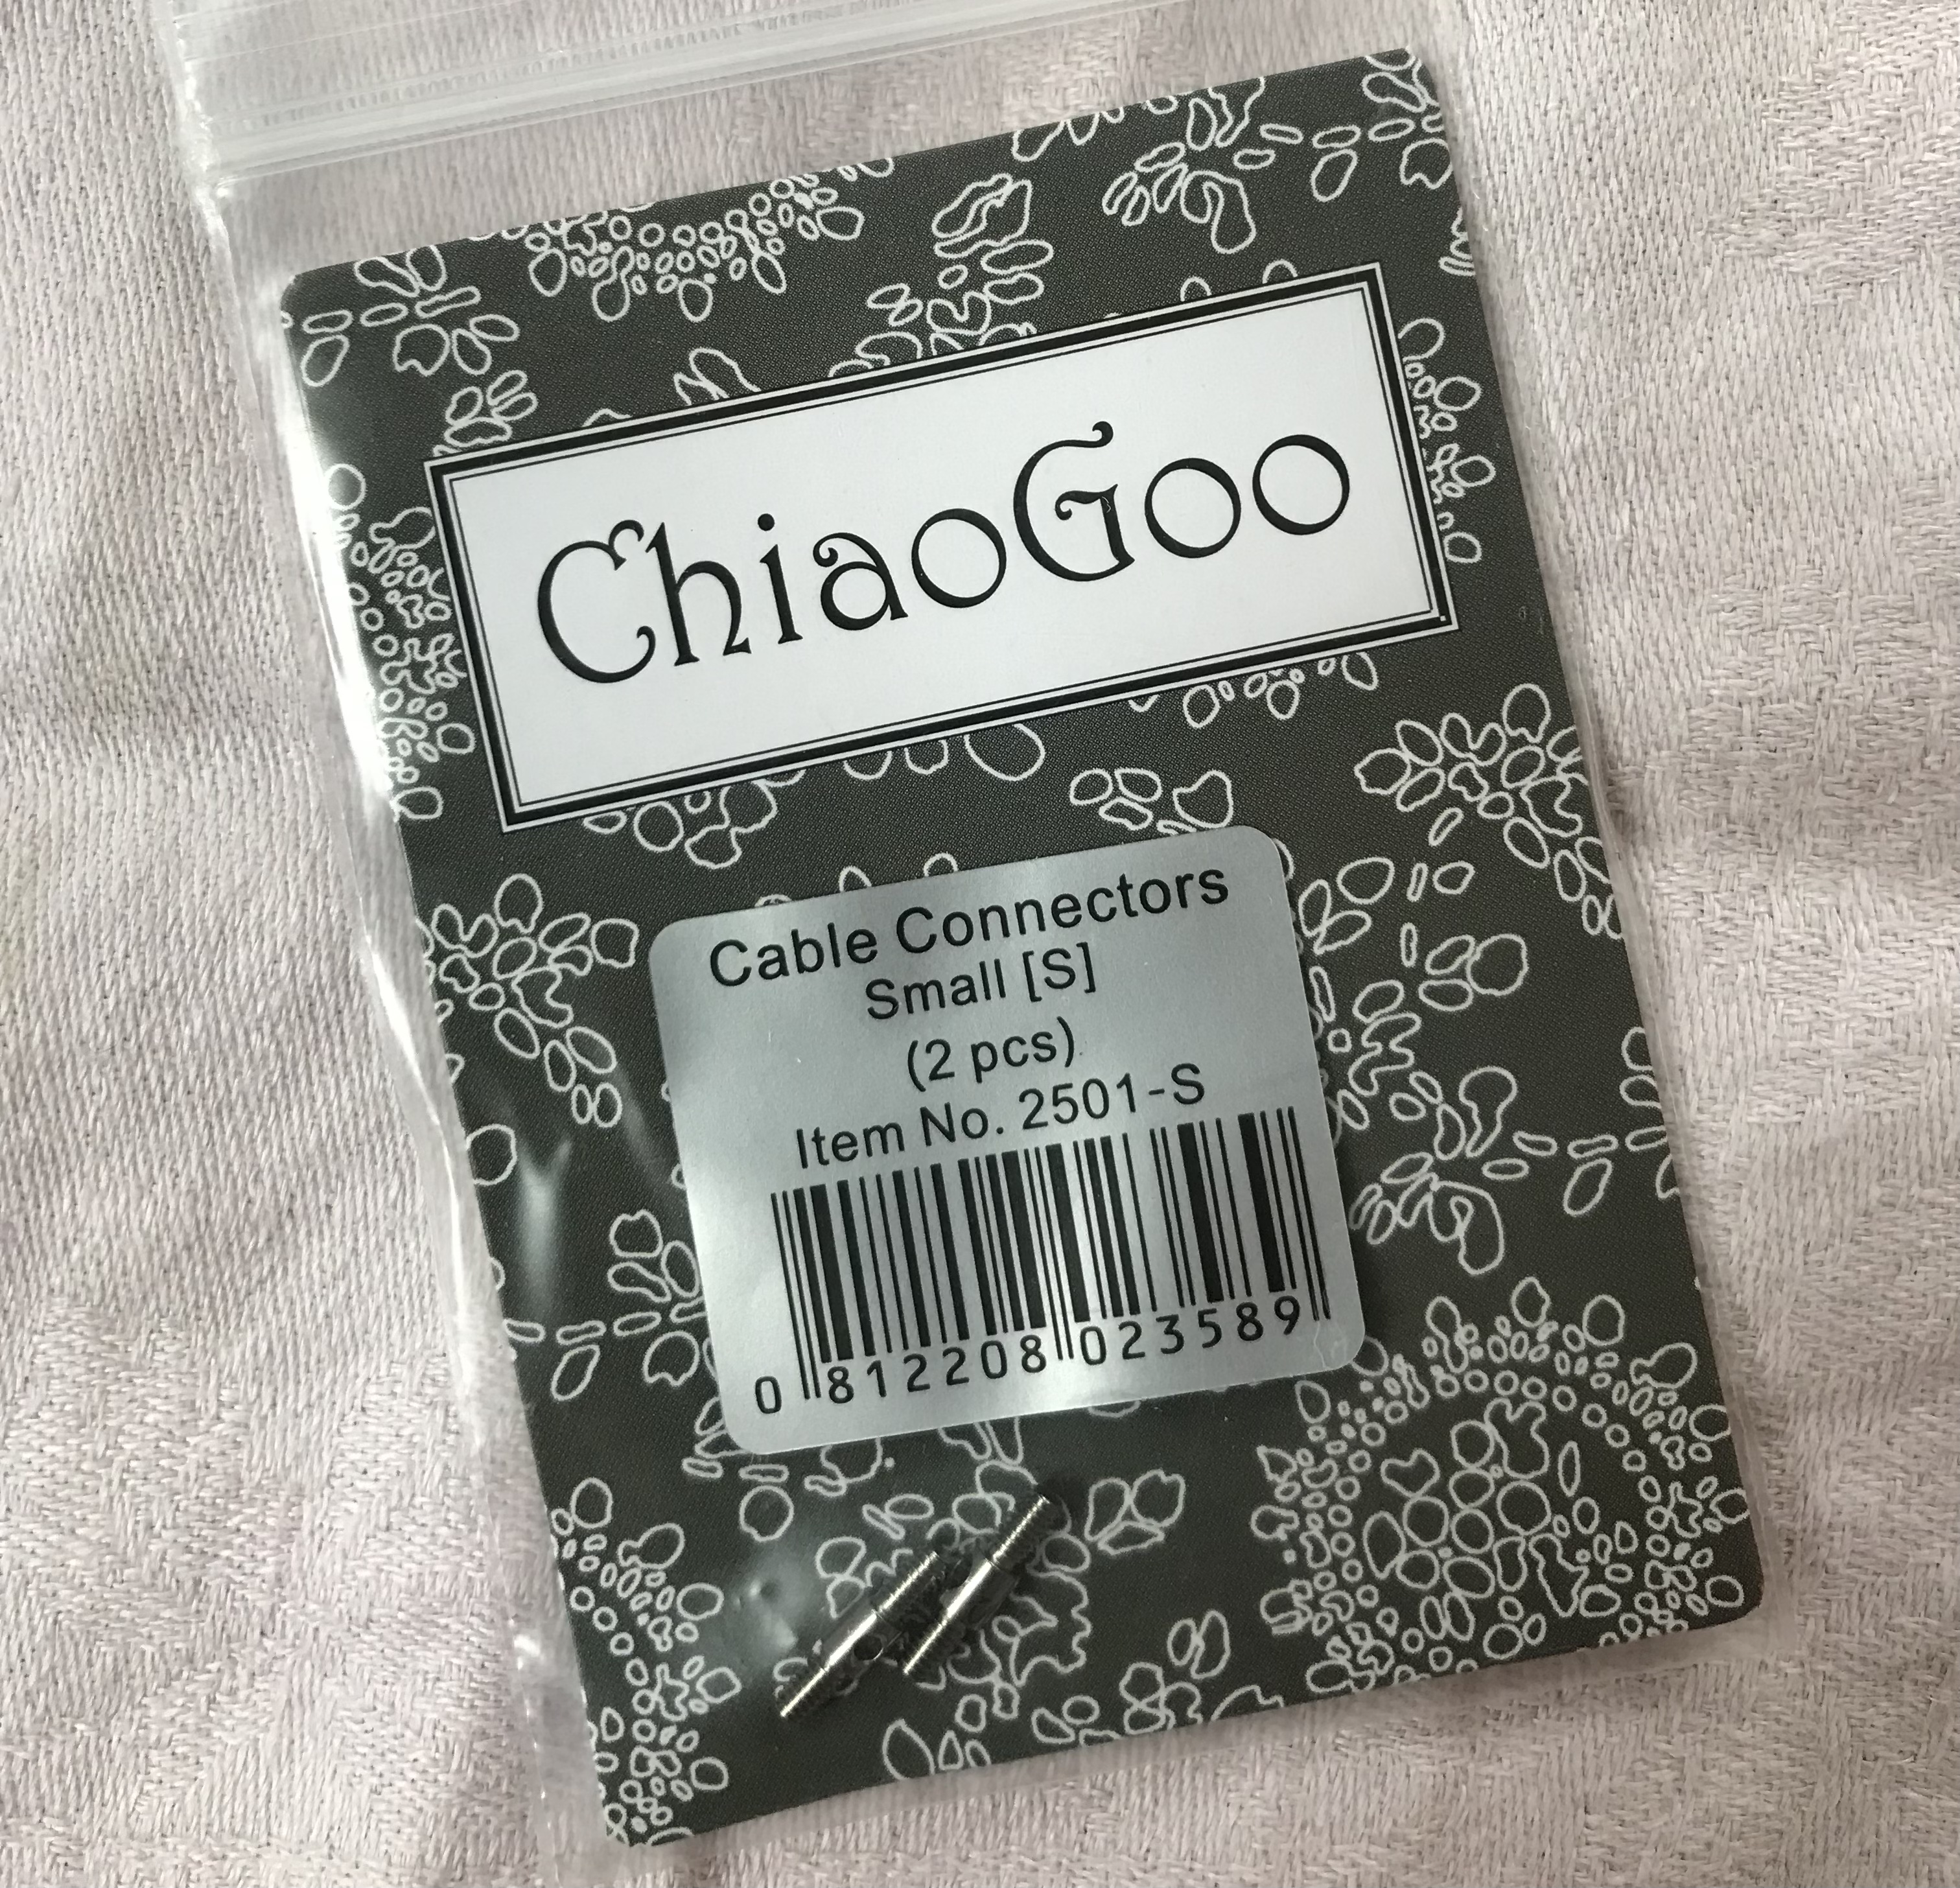 ChiaoGoo
Cable Connectors
Small [S]
(2 pcs)
Item No. 2501-S
0 812208 023589